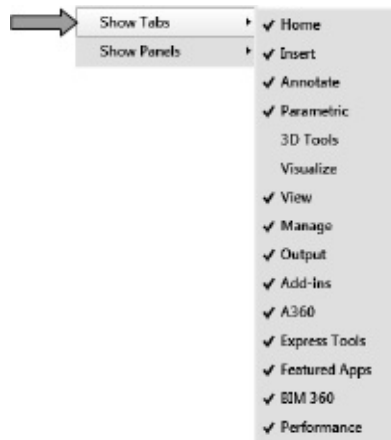 Show Tabs
Show Panels
Home
Insert
Annotate
Parametric
3D Tools
Visualize
View
Manage
Output
Add-ins
A360
Express Tools
Featured Apps
BIM 360
Performance